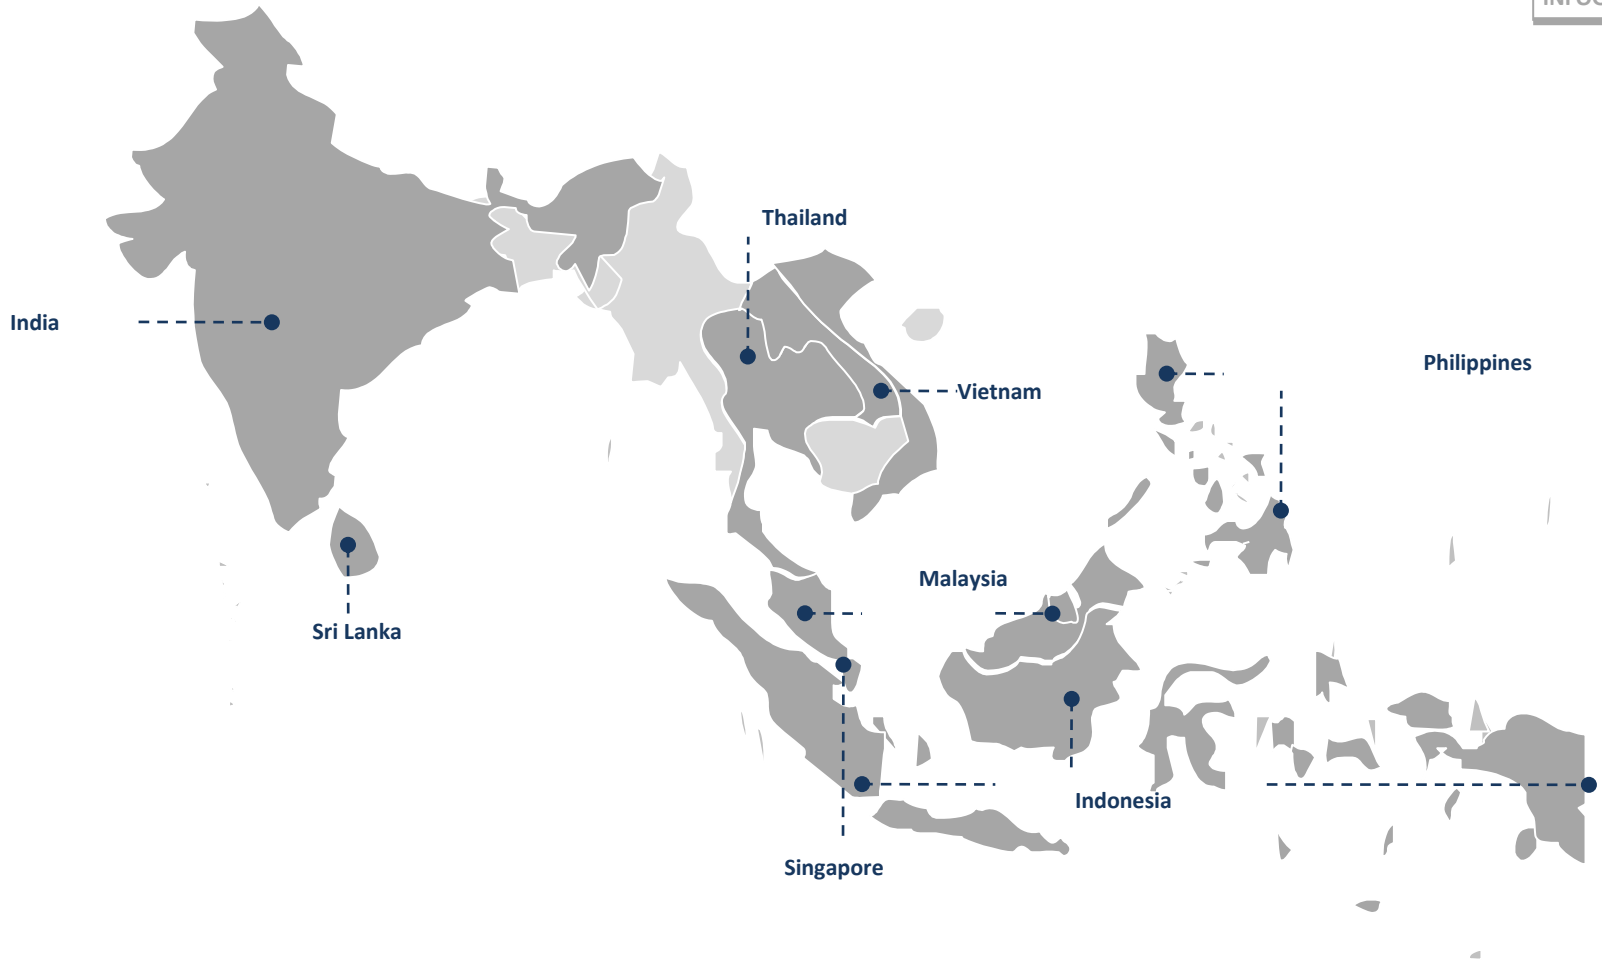 Thailand
India
Philippines
Vietnam
Malaysia
Sri Lanka
Indonesia
Singapore